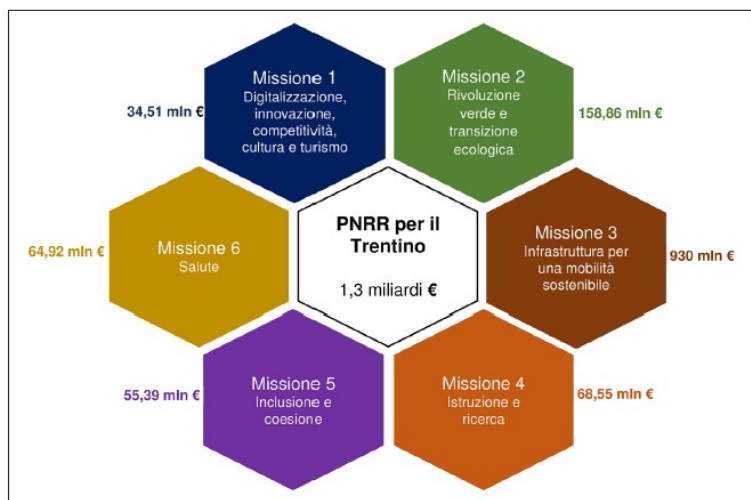 Missione 1
Digitalizzazione,
innovazione,
competitività,
cultura e turismo
34,51 mln €
Missione 2
Rivoluzione
verde e
transizione
ecologica
158,86 mln €
Missione 6
Salute
64,92 mln €
PNRR per il
Trentino
1,3 miliardi €
Missione 3
Infrastruttura per
una mobilità
sostenibile
930 mln €
Missione 5
Inclusione e
coesione
55,39 mln €
Missione 4
Istruzione e
ricerca
68,55 mln €